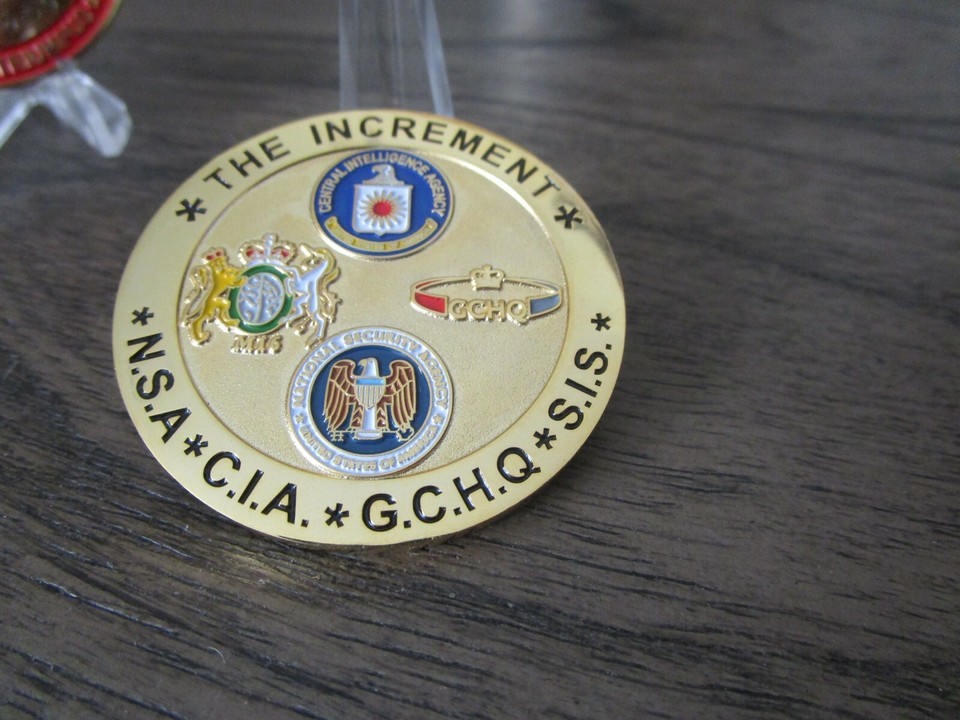 * THE INCREMENT *
CENTRAL INTELLIGENCE AGENCY
GCHQ
MI6
NATIONAL SECURITY AGENCY
UNITED STATES OF AMERICA
* N.S.A * C.I.A. * G.C.H.Q * S.I.S. *